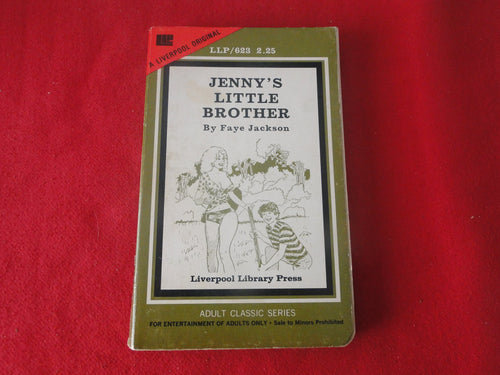 LLP/623 2.25
A LIVERPOOL ORIGINAL
JENNY'S
LITTLE
BROTHER
By Faye Jackson
Liverpool Library Press
ADULT CLASSIC SERIES
FOR ENTERTAINMENT OF ADULTS ONLY • Sale to Minors Prohibited